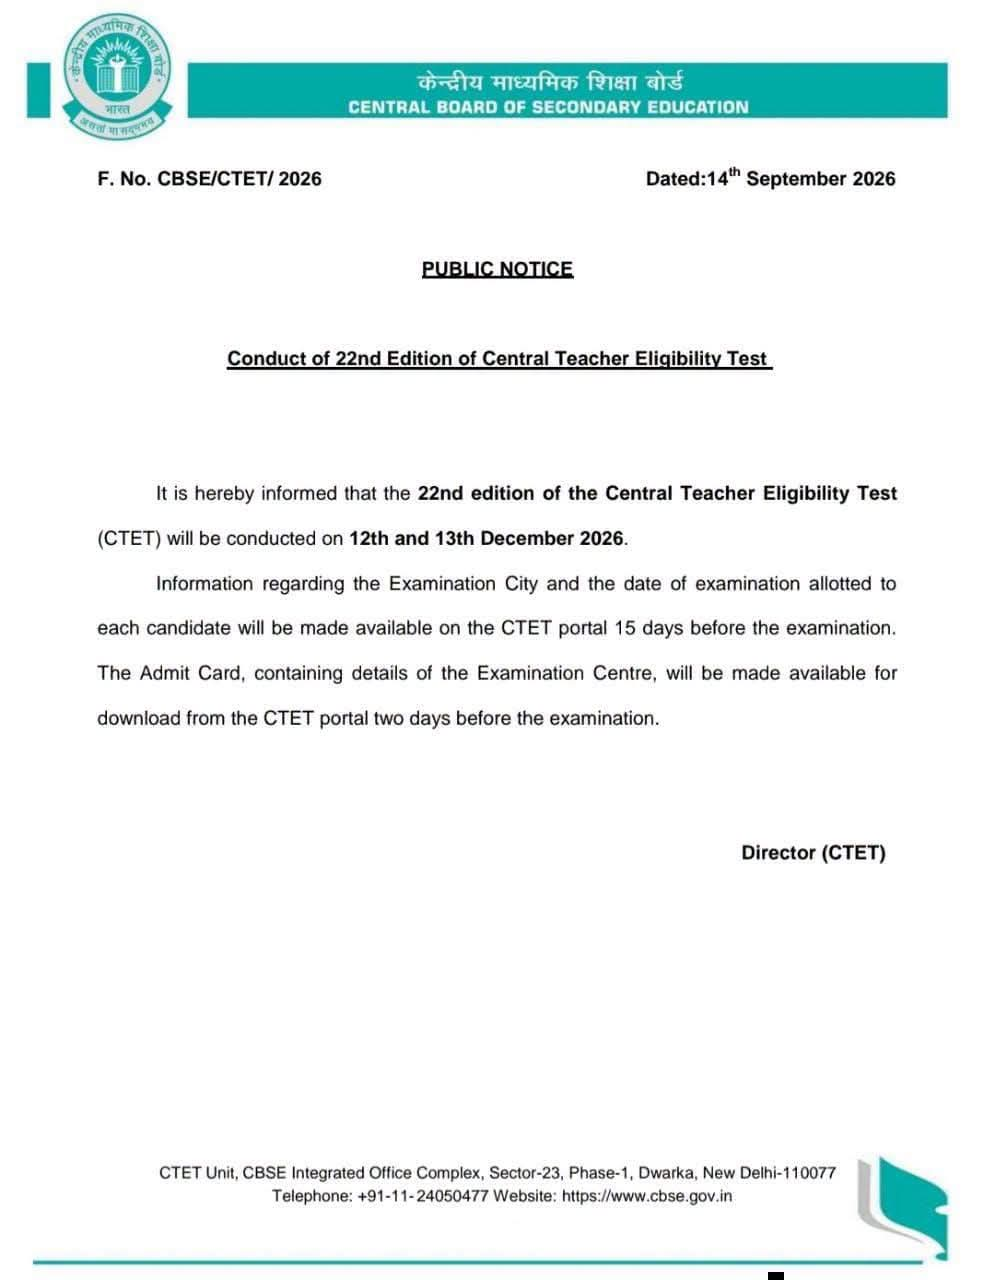 केन्द्रीय माध्यमिक शिक्षा बोर्ड
भारत
असतो मा सद्गमय
केन्द्रीय माध्यमिक शिक्षा बोर्ड
CENTRAL BOARD OF SECONDARY EDUCATION
F. No. CBSE/CTET/ 2026
Dated:14th September 2026
PUBLIC NOTICE
Conduct of 22nd Edition of Central Teacher Eligibility Test
It is hereby informed that the 22nd edition of the Central Teacher Eligibility Test
(CTET) will be conducted on 12th and 13th December 2026.
Information regarding the Examination City and the date of examination allotted to
each candidate will be made available on the CTET portal 15 days before the examination.
The Admit Card, containing details of the Examination Centre, will be made available for
download from the CTET portal two days before the examination.
Director (CTET)
CTET Unit, CBSE Integrated Office Complex, Sector-23, Phase-1, Dwarka, New Delhi-110077
Telephone: +91-11-24050477 Website: https://www.cbse.gov.in